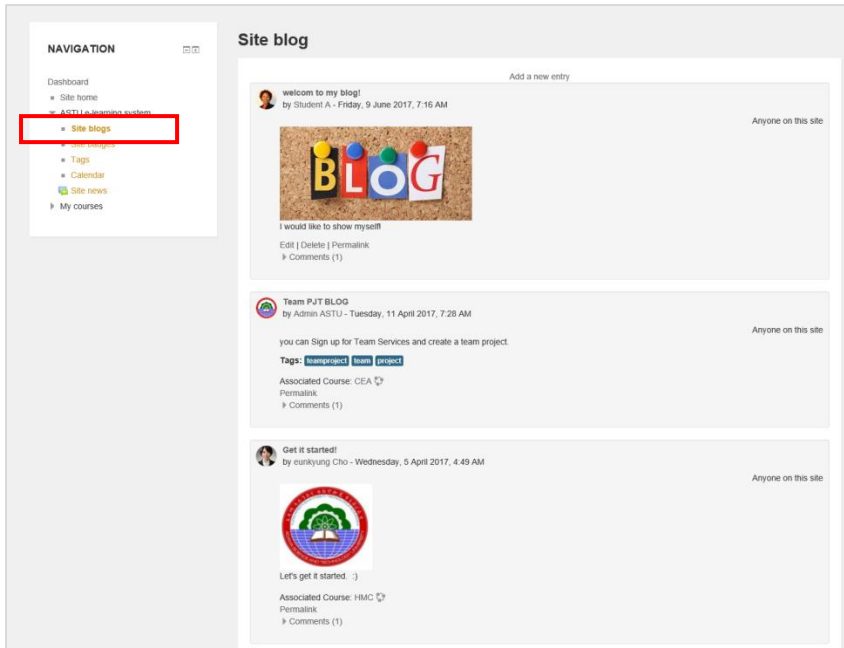 NAVIGATION
Dashboard
Site home
ASTU e-learning system
Site blogs
Site badges
Tags
Calendar
Site news
My courses
Site blog
Add a new entry
welcom to my blog!
by Student A - Friday, 9 June 2017, 7:16 AM
Anyone on this site
BLOG
I would like to show myself!
Edit | Delete | Permalink
Comments (1)
Team PJT BLOG
by Admin ASTU - Tuesday, 11 April 2017, 7:28 AM
Anyone on this site
you can Sign up for Team Services and create a team project.
Tags: teamproject team project
Associated Course: CEA
Permalink
Comments (1)
Get it started!
by eunkyung Cho - Wednesday, 5 April 2017, 4:49 AM
Anyone on this site
Let's get it started. :)
Associated Course: HMC
Permalink
Comments (1)